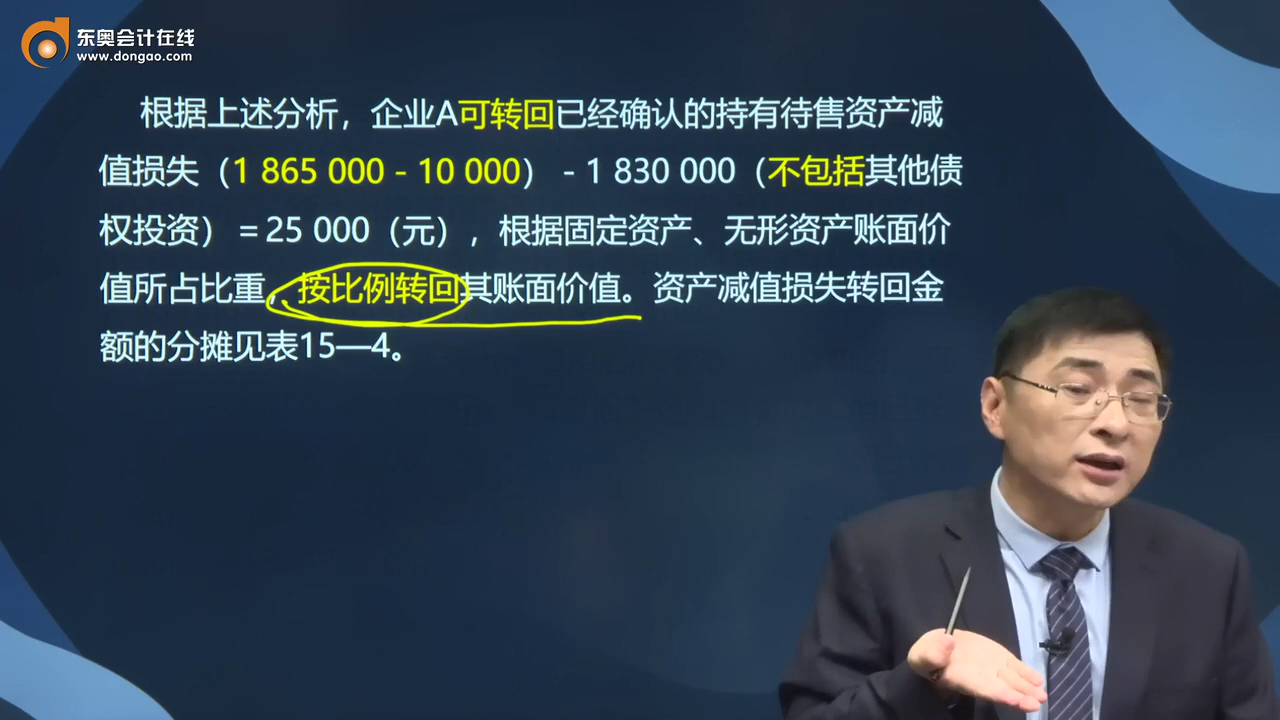 东奥会计在线
www.dongao.com
根据上述分析，企业A可转回已经确认的持有待售资产减
值损失（1 865 000 - 10 000）- 1 830 000（不包括其他债
权投资）＝25 000（元），根据固定资产、无形资产账面价
值所占比重，按比例转回其账面价值。资产减值损失转回金
额的分摊见表15—4。